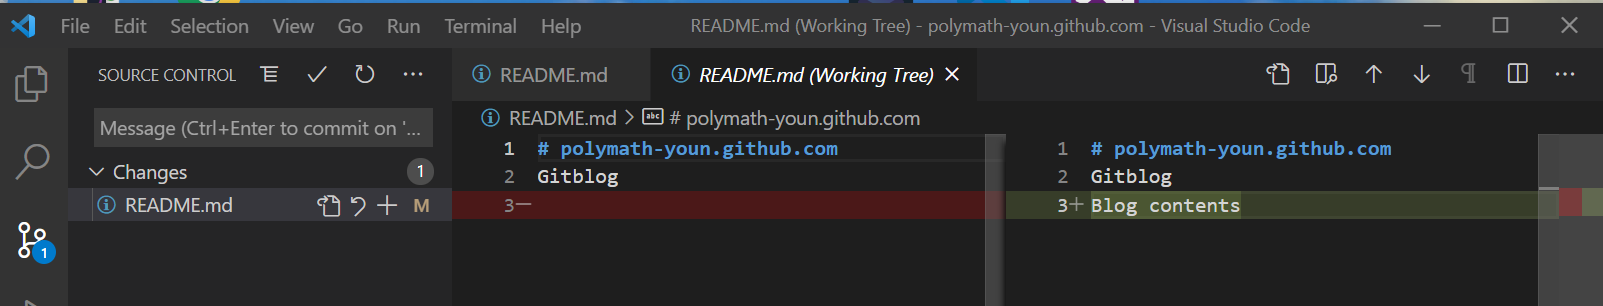 File Edit Selection View Go Run Terminal Help README.md (Working Tree) - polymath-youn.github.com - Visual Studio Code
SOURCE CONTROL
Message (Ctrl+Enter to commit on '...
Changes 1
README.md M
1
README.md README.md (Working Tree)
README.md > abc # polymath-youn.github.com
1 # polymath-youn.github.com
2 Gitblog
3−
1 # polymath-youn.github.com
2 Gitblog
3+ Blog contents